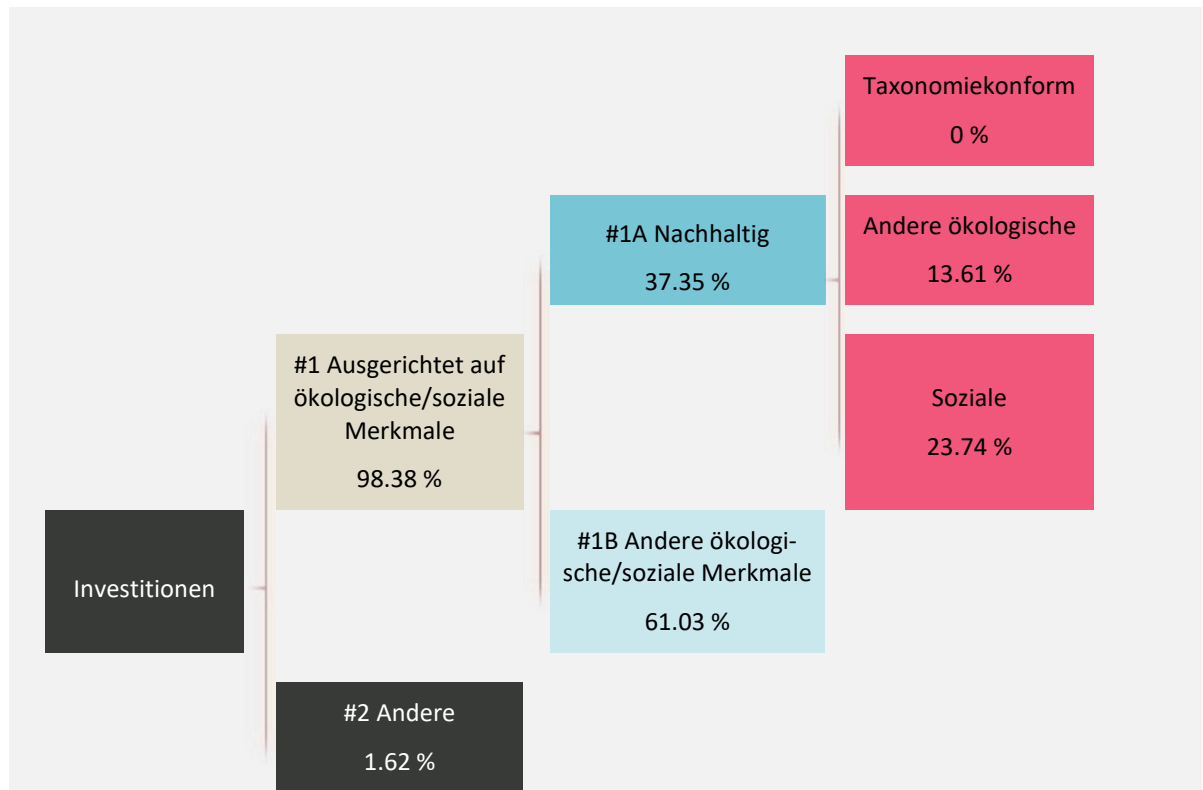 Investitionen
#1 Ausgerichtet auf
ökologische/soziale
Merkmale
98.38 %
#2 Andere
1.62 %
#1A Nachhaltig
37.35 %
#1B Andere ökologi-
sche/soziale Merkmale
61.03 %
Taxonomiekonform
0 %
Andere ökologische
13.61 %
Soziale
23.74 %